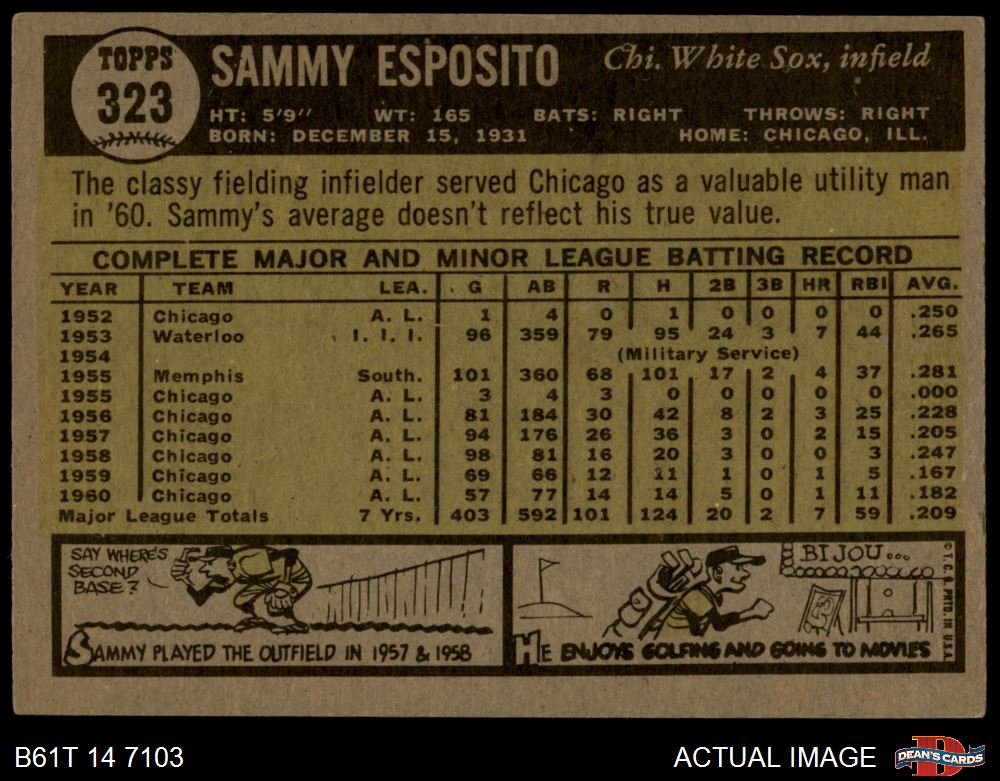 TOPPS
323
SAMMY ESPOSITO
Chi. White Sox, infield
HT: 5'9" WT: 165 BATS: RIGHT THROWS: RIGHT
BORN: DECEMBER 15, 1931 HOME: CHICAGO, ILL.
The classy fielding infielder served Chicago as a valuable utility man
in '60. Sammy's average doesn't reflect his true value.
COMPLETE MAJOR AND MINOR LEAGUE BATTING RECORD
YEAR TEAM LEA. G AB R H 2B 3B HR RBI AVG.
1952 Chicago A. L. 1 4 0 1 0 0 0 0 .250
1953 Waterloo I. I. I. 96 359 79 95 24 3 7 44 .265
1954 (Military Service)
1955 Memphis South. 101 360 68 101 17 2 4 37 .281
1955 Chicago A. L. 3 4 3 0 0 0 0 0 .000
1956 Chicago A. L. 81 184 30 42 8 2 3 25 .228
1957 Chicago A. L. 94 176 26 36 3 0 2 15 .205
1958 Chicago A. L. 98 81 16 20 3 0 0 3 .247
1959 Chicago A. L. 69 66 12 11 1 0 1 5 .167
1960 Chicago A. L. 57 77 14 14 5 0 1 11 .182
Major League Totals 7 Yrs. 403 592 101 124 20 2 7 59 .209
SAY WHERE'S
SECOND
BASE?
SAMMY PLAYED THE OUTFIELD IN 1957 & 1958
BIJOU...
HE ENJOYS GOLFING AND GOING TO MOVIES
© T. C. G. PRTD. IN U.S.A.
B61T 14 7103
ACTUAL IMAGE
D
DEAN'S CARDS